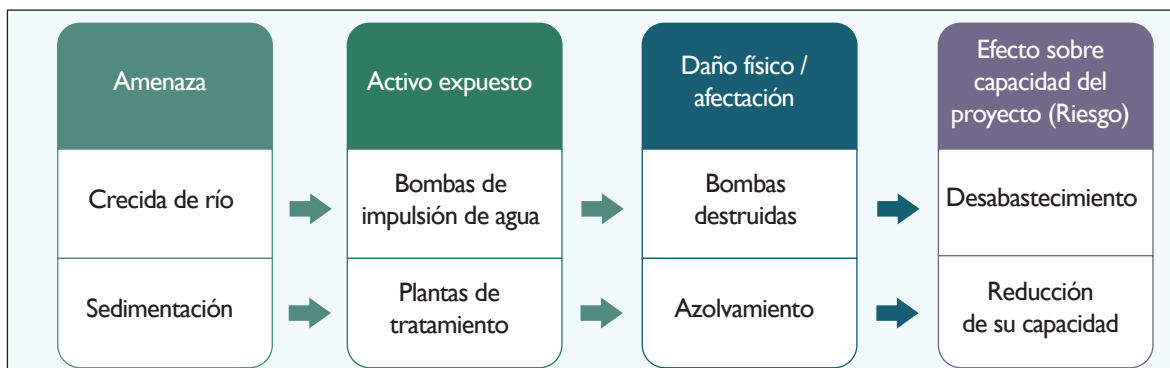 Amenaza
Activo expuesto
Daño físico /
afectación
Efecto sobre
capacidad del
proyecto (Riesgo)
Crecida de río
Bombas de
impulsión de agua
Bombas
destruidas
Desabastecimiento
Sedimentación
Plantas de
tratamiento
Azolvamiento
Reducción
de su capacidad